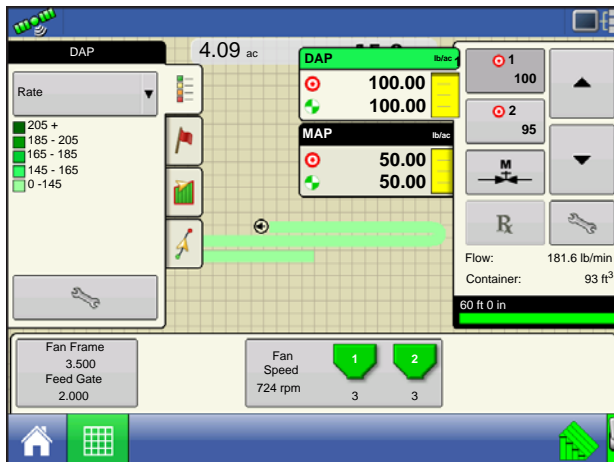 DAP
Rate
205 +
185 - 205
165 - 185
145 - 165
0 -145
4.09 ac
DAP lb/ac
100.00
100.00
MAP lb/ac
50.00
50.00
1
100
2
95
M
Rx
Flow: 181.6 lb/min
Container: 93 ft3
60 ft 0 in
Fan Frame
3.500
Feed Gate
2.000
Fan
Speed
724 rpm
1
3
2
3